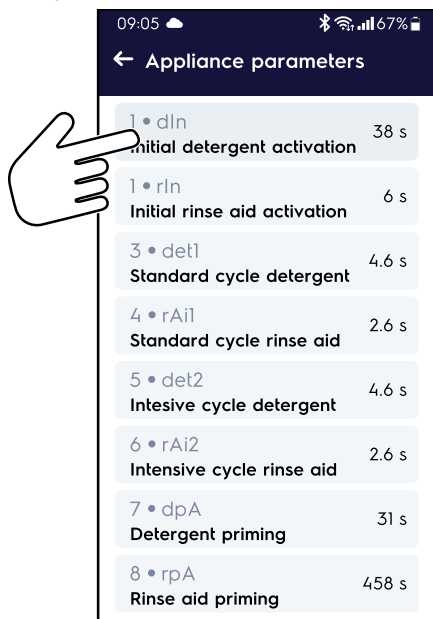 09:05 67%
← Appliance parameters
1 • dIn
Initial detergent activation
38 s
1 • rIn
Initial rinse aid activation
6 s
3 • det1
Standard cycle detergent
4.6 s
4 • rAi1
Standard cycle rinse aid
2.6 s
5 • det2
Intesive cycle detergent
4.6 s
6 • rAi2
Intensive cycle rinse aid
2.6 s
7 • dpA
Detergent priming
31 s
8 • rpA
Rinse aid priming
458 s